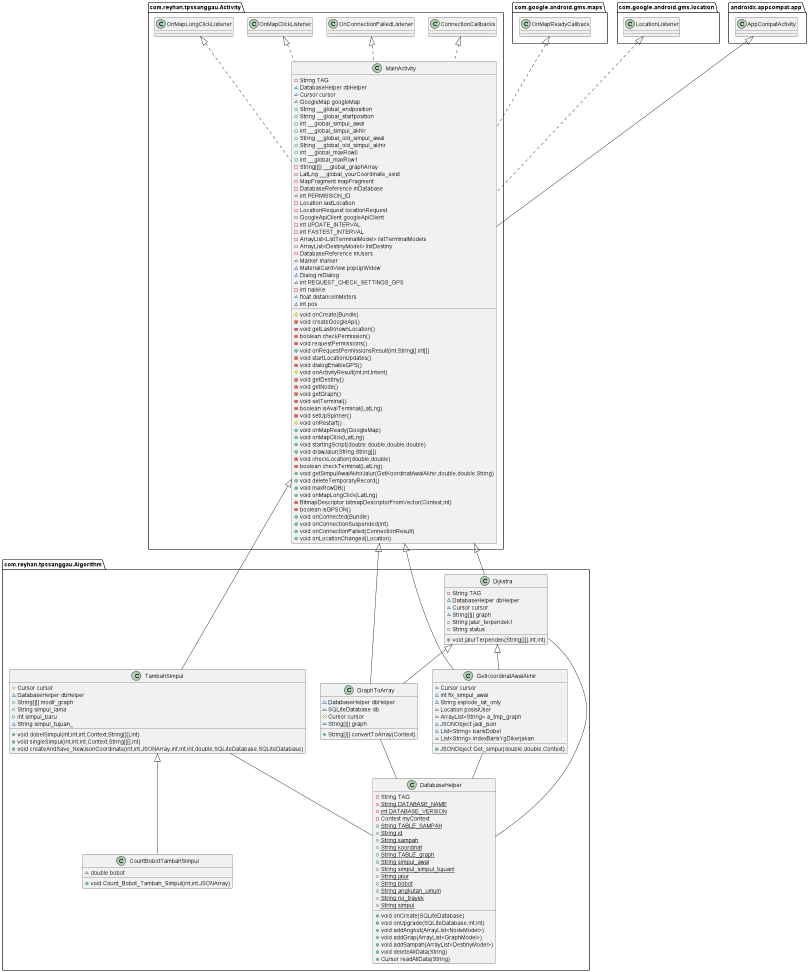 com.reyhan.tpssanggau.Activity
com.google.android.gms.maps
com.google.android.gms.location
androidx.appcompat.app
C OnMapLongClickListener
C OnMapClickListener
C OnConnectionFailedListener
C ConnectionCallbacks
C OnMapReadyCallback
C LocationListener
C AppCompatActivity
C MainActivity
String TAG
DatabaseHelper dbHelper
Cursor cursor
GoogleMap googleMap
String __global_endposition
String __global_startposition
int __global_simpul_awal
int __global_simpul_akhir
String __global_old_simpul_awal
String __global_old_simpul_akhir
int __global_maxRow0
int __global_maxRow1
String[][] __global_graphArray
LatLng __global_yourCoordinate_exist
MapFragment mapFragment
DatabaseReference mDatabase
int PERMISSION_ID
Location lastLocation
LocationRequest locationRequest
GoogleApiClient googleApiClient
int UPDATE_INTERVAL
int FASTEST_INTERVAL
ArrayList<ListTerminalModel> listTerminalModels
ArrayList<DestinyModel> listDestiny
DatabaseReference mUsers
Marker marker
MaterialCardView popUpWidow
Dialog mDialog
int REQUEST_CHECK_SETTINGS_GPS
int naikKe
float distanceInMeters
int pos
void onCreate(Bundle)
void createGoogleApi()
void getLastKnownLocation()
boolean checkPermission()
void requestPermissions()
void onRequestPermissionsResult(int,String[],int[])
void startLocationUpdates()
void dialogEnableGPS()
void onActivityResult(int,int,Intent)
void getDestiny()
void getNode()
void getGraph()
void setTerminal()
boolean isAvailTerminal(LatLng)
void setUpSpinner()
void onRestart()
void onMapReady(GoogleMap)
void onMapClick(LatLng)
void startingScript(double,double,double,double)
void drawJalur(String,String[])
void checkLocation(double,double)
boolean checkTerminal(LatLng)
void getSimpulAwalAkhirJalur(GetKoordinatAwalAkhir,double,double,String)
void deleteTemporaryRecord()
void maxRowDB()
void onMapLongClick(LatLng)
BitmapDescriptor bitmapDescriptorFromVector(Context,int)
boolean isGPSON()
void onConnected(Bundle)
void onConnectionSuspended(int)
void onConnectionFailed(ConnectionResult)
void onLocationChanged(Location)
com.reyhan.tpssanggau.Algorithm
C Dijkstra
String TAG
DatabaseHelper dbHelper
Cursor cursor
String[][] graph
String jalur_terpendek1
String status
void jalurTerpendek(String[][],int,int)
C TambahSimpul
Cursor cursor
DatabaseHelper dbHelper
String[][] modif_graph
String simpul_lama
int simpul_baru
String simpul_tujuan_
void dobelSimpul(int,int,int,Context,String[][],int)
void singleSimpul(int,int,int,Context,String[][],int)
void createAndSave_NewJsonCoordinate(int,int,JSONArray,int,int,int,double,SQLiteDatabase,SQLiteDatabase)
C GraphToArray
DatabaseHelper dbHelper
SQLiteDatabase db
Cursor cursor
String[][] graph
String[][] convertToArray(Context)
C GetKoordinatAwalAkhir
Cursor cursor
int fix_simpul_awal
String explode_lat_only
Location posisiUser
ArrayList<String> a_tmp_graph
JSONObject jadi_json
List<String> barisDobel
List<String> indexBarisYgDikerjakan
JSONObject Get_simpul(double,double,Context)
C CountBobotTambahSimpul
double bobot
void Count_Bobot_Tambah_Simpul(int,int,JSONArray)
C DatabaseHelper
String TAG
String DATABASE_NAME
int DATABASE_VERSION
Context myContext
String TABLE_SAMPAH
String id
String sampah
String koordinat
String TABLE_graph
String simpul_awal
String simpul_simpul_tujuanl
String jalur
String bobot
String angkutan_umum
String no_trayek
String simpul
void onCreate(SQLiteDatabase)
void onUpgrade(SQLiteDatabase,int,int)
void addAngkot(ArrayList<NodeModel>)
void addGrap(ArrayList<GraphModel>)
void addSampah(ArrayList<DestinyModel>)
void deleteAllData(String)
Cursor readAllData(String)